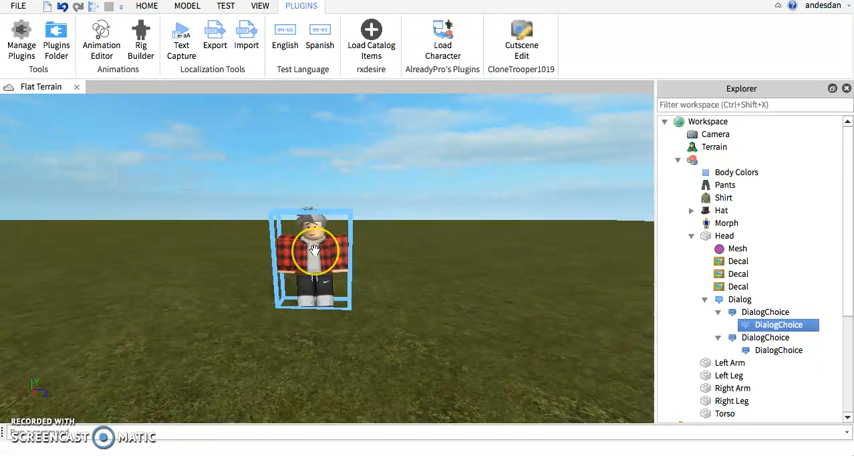 FILE HOME MODEL TEST VIEW PLUGINS andesdan
Manage Plugins Plugins Folder Animation Editor Rig Builder Text Capture Export Import English Spanish Load Catalog Items Load Character Cutscene Edit
en-us es-es
Tools Animations Localization Tools Test Language rxdesire AlreadyPro's Plugins CloneTrooper1019
Flat Terrain
Explorer
Filter workspace (Ctrl+Shift+X)
Workspace
Camera
Terrain
Body Colors
Pants
Shirt
Hat
Morph
Head
Mesh
Decal
Decal
Decal
Dialog
DialogChoice
DialogChoice
DialogChoice
DialogChoice
Left Arm
Left Leg
Right Arm
Right Leg
Torso
RECORDED WITH
SCREENCAST MATIC